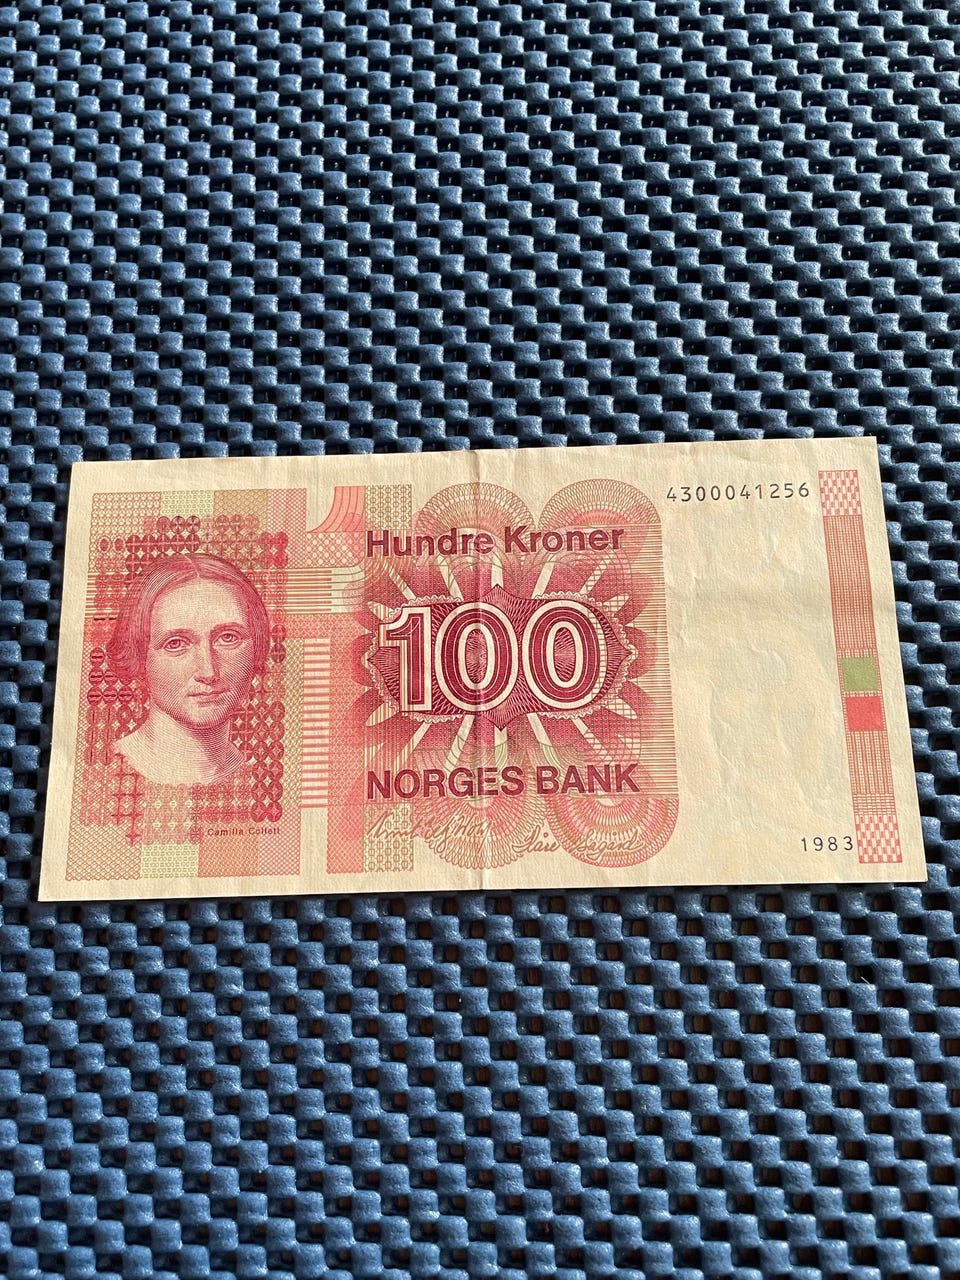 4300041256
Hundre Kroner
100
NORGES BANK
Camilla Collett
1983